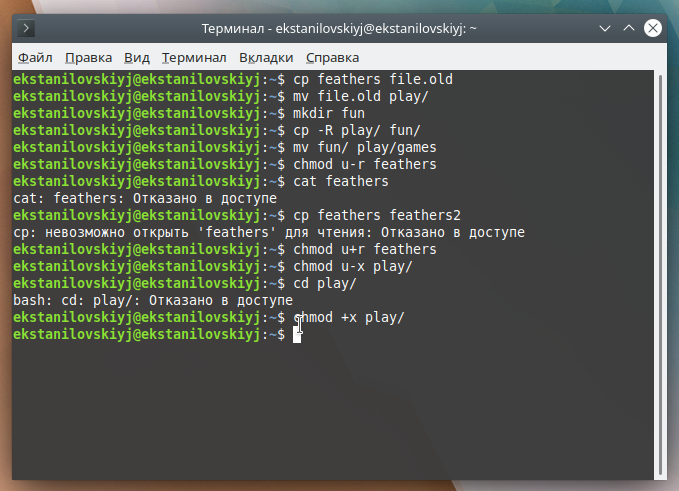 Терминал - ekstanilovskiyj@ekstanilovskiyj: ~
Файл Правка Вид Терминал Вкладки Справка
ekstanilovskiyj@ekstanilovskiyj:~$ cp feathers file.old
ekstanilovskiyj@ekstanilovskiyj:~$ mv file.old play/
ekstanilovskiyj@ekstanilovskiyj:~$ mkdir fun
ekstanilovskiyj@ekstanilovskiyj:~$ cp -R play/ fun/
ekstanilovskiyj@ekstanilovskiyj:~$ mv fun/ play/games
ekstanilovskiyj@ekstanilovskiyj:~$ chmod u-r feathers
ekstanilovskiyj@ekstanilovskiyj:~$ cat feathers
cat: feathers: Отказано в доступе
ekstanilovskiyj@ekstanilovskiyj:~$ cp feathers feathers2
cp: невозможно открыть 'feathers' для чтения: Отказано в доступе
ekstanilovskiyj@ekstanilovskiyj:~$ chmod u+r feathers
ekstanilovskiyj@ekstanilovskiyj:~$ chmod u-x play/
ekstanilovskiyj@ekstanilovskiyj:~$ cd play/
bash: cd: play/: Отказано в доступе
ekstanilovskiyj@ekstanilovskiyj:~$ chmod +x play/
ekstanilovskiyj@ekstanilovskiyj:~$